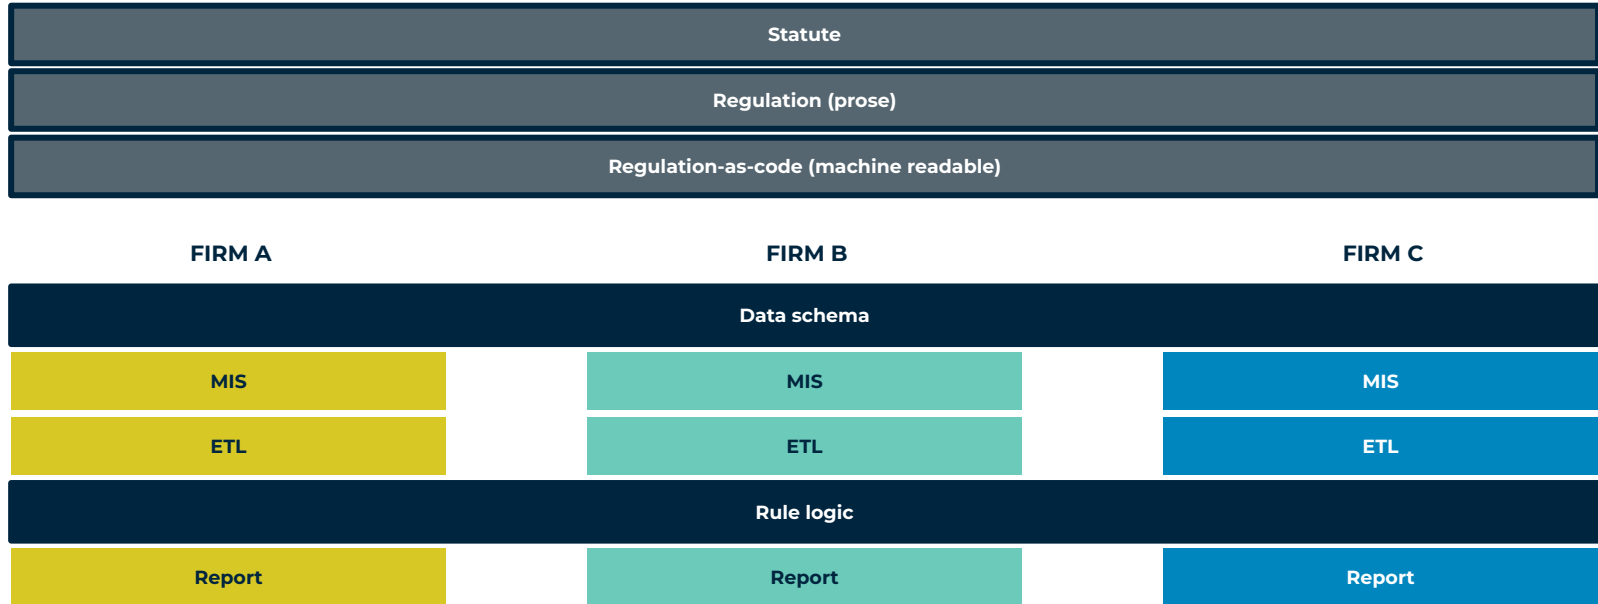 Statute
Regulation (prose)
Regulation-as-code (machine readable)
FIRM A FIRM B FIRM C
Data schema
MIS MIS MIS
ETL ETL ETL
Rule logic
Report Report Report